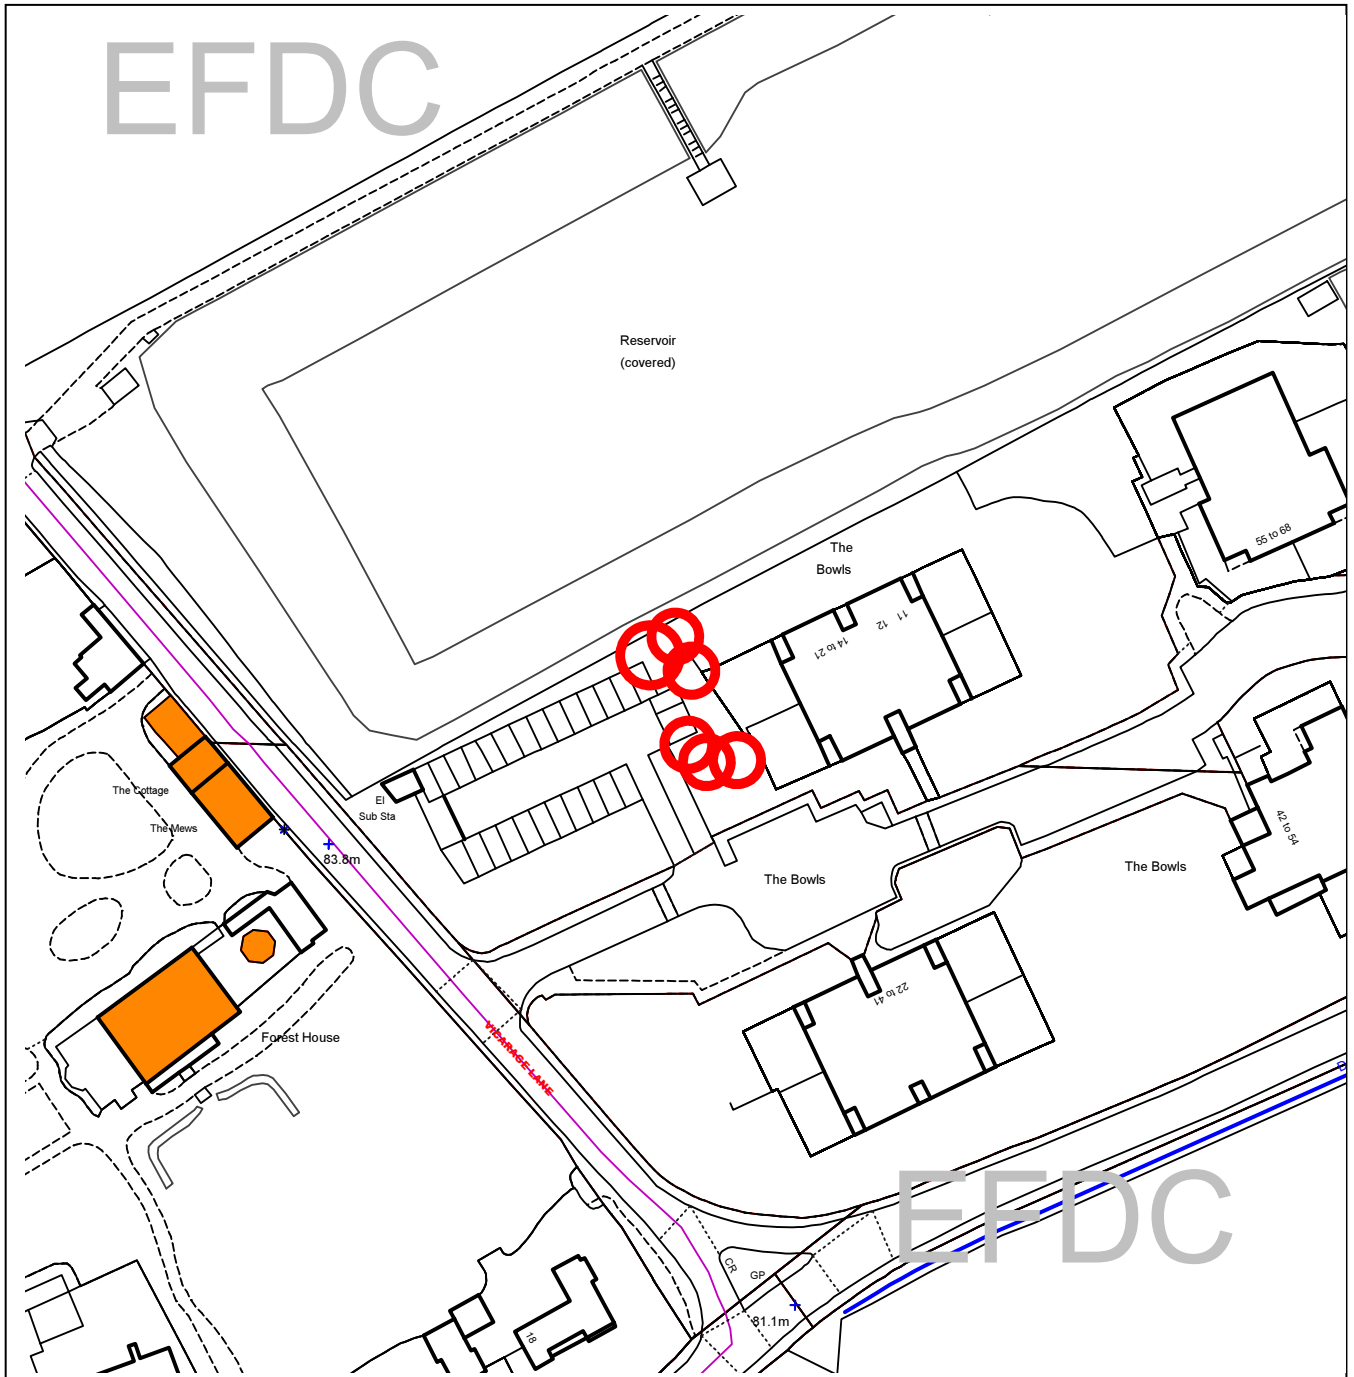 EFDC
Reservoir
(covered)
The
Bowls
55 to 68
11
12
14 to 21
The Cottage
El
Sub Sta
The Mews
83.8m
42 to 54
The Bowls
The Bowls
22 to 41
Forest House
VICARAGE LANE
EFDC
CR
GP
81.1m
18